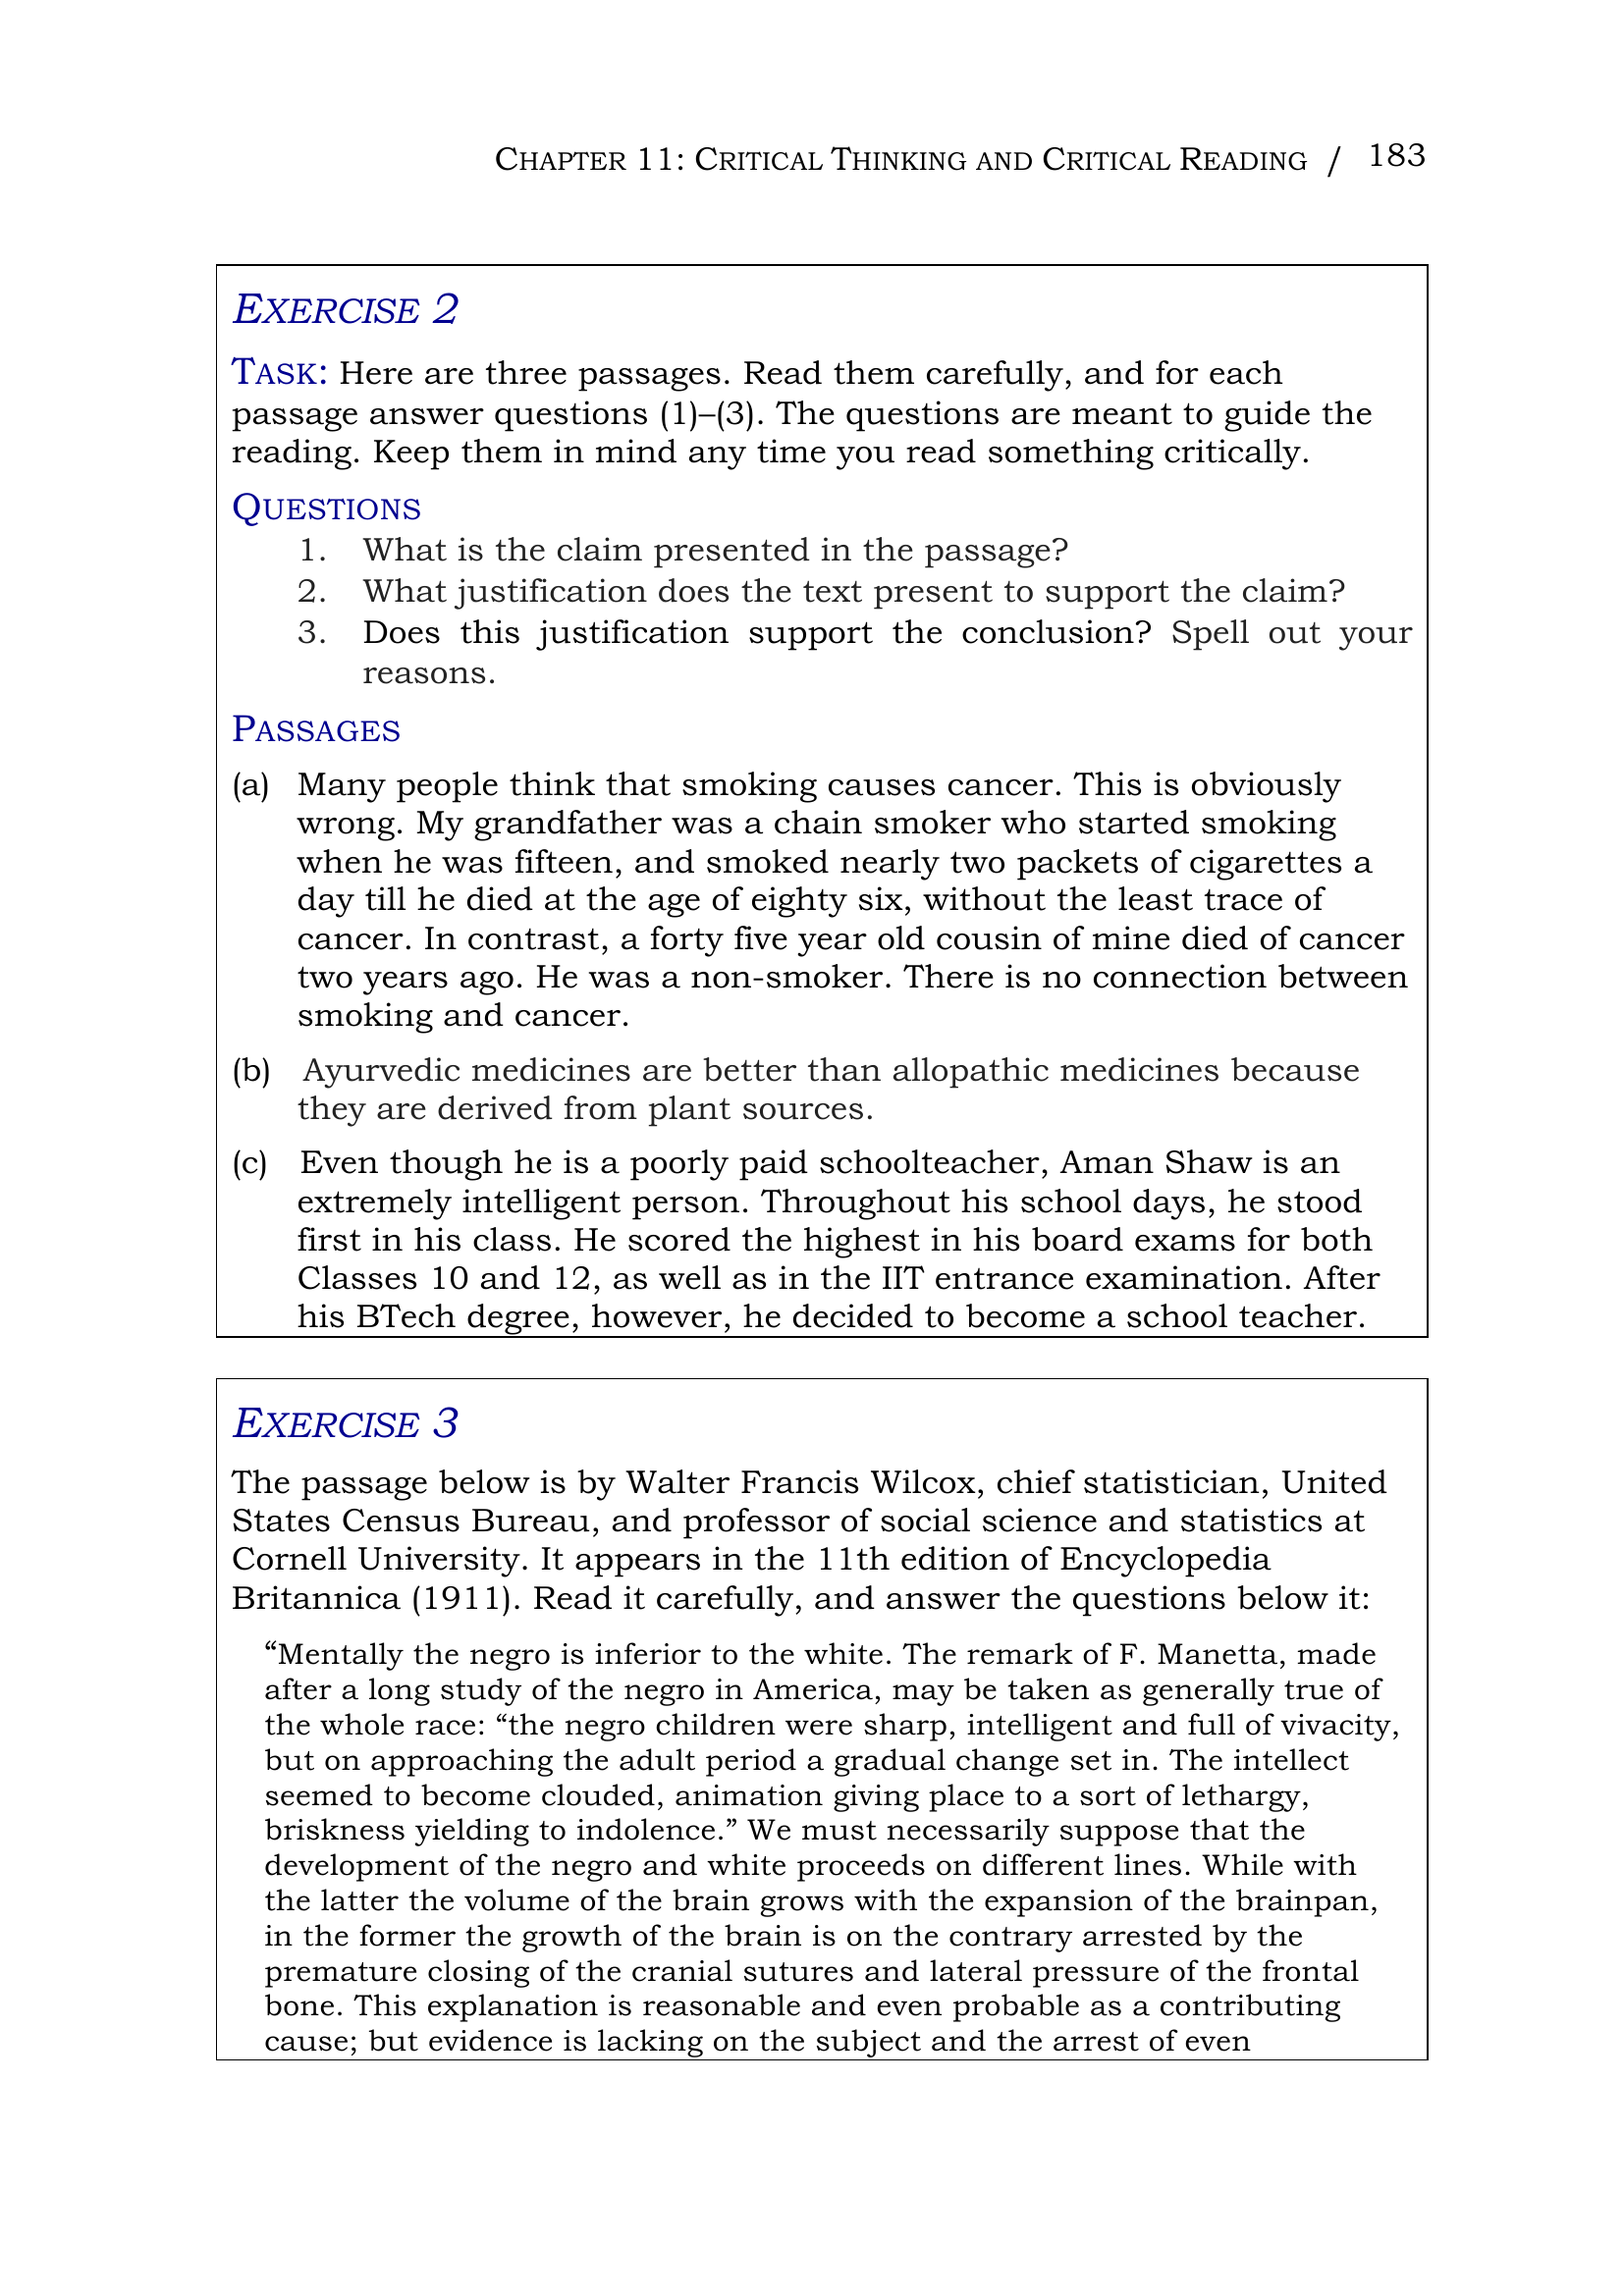 CHAPTER 11: CRITICAL THINKING AND CRITICAL READING / 183
EXERCISE 2
TASK: Here are three passages. Read them carefully, and for each
passage answer questions (1)–(3). The questions are meant to guide the
reading. Keep them in mind any time you read something critically.
QUESTIONS
1. What is the claim presented in the passage?
2. What justification does the text present to support the claim?
3. Does this justification support the conclusion? Spell out your
reasons.
PASSAGES
(a) Many people think that smoking causes cancer. This is obviously
wrong. My grandfather was a chain smoker who started smoking
when he was fifteen, and smoked nearly two packets of cigarettes a
day till he died at the age of eighty six, without the least trace of
cancer. In contrast, a forty five year old cousin of mine died of cancer
two years ago. He was a non-smoker. There is no connection between
smoking and cancer.
(b) Ayurvedic medicines are better than allopathic medicines because
they are derived from plant sources.
(c) Even though he is a poorly paid schoolteacher, Aman Shaw is an
extremely intelligent person. Throughout his school days, he stood
first in his class. He scored the highest in his board exams for both
Classes 10 and 12, as well as in the IIT entrance examination. After
his BTech degree, however, he decided to become a school teacher.
EXERCISE 3
The passage below is by Walter Francis Wilcox, chief statistician, United
States Census Bureau, and professor of social science and statistics at
Cornell University. It appears in the 11th edition of Encyclopedia
Britannica (1911). Read it carefully, and answer the questions below it:
“Mentally the negro is inferior to the white. The remark of F. Manetta, made
after a long study of the negro in America, may be taken as generally true of
the whole race: “the negro children were sharp, intelligent and full of vivacity,
but on approaching the adult period a gradual change set in. The intellect
seemed to become clouded, animation giving place to a sort of lethargy,
briskness yielding to indolence.” We must necessarily suppose that the
development of the negro and white proceeds on different lines. While with
the latter the volume of the brain grows with the expansion of the brainpan,
in the former the growth of the brain is on the contrary arrested by the
premature closing of the cranial sutures and lateral pressure of the frontal
bone. This explanation is reasonable and even probable as a contributing
cause; but evidence is lacking on the subject and the arrest of even